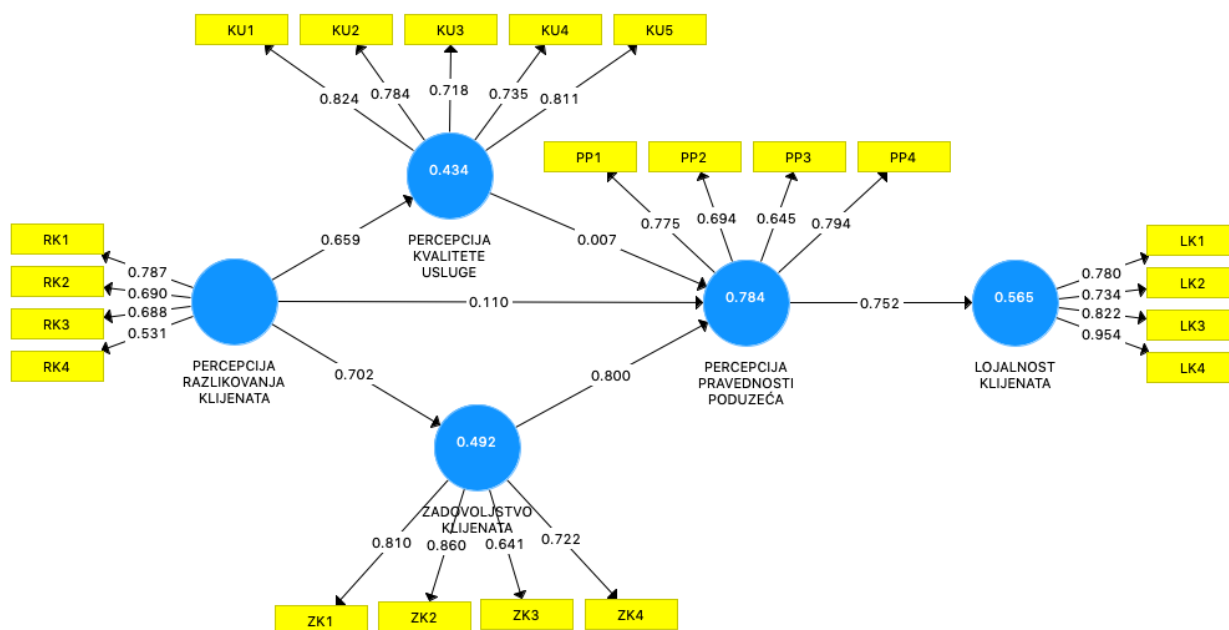 KU1 KU2 KU3 KU4 KU5
0.824 0.784 0.718 0.735 0.811
0.434
PERCEPCIJA
KVALITETE
USLUGE
PP1 PP2 PP3 PP4
0.775 0.694 0.645 0.794
0.659
0.007
RK1
RK2
RK3
RK4
0.787
0.690
0.688
0.531
PERCEPCIJA
RAZLIKOVANJA
KLIJENATA
0.110
0.784
PERCEPCIJA
PRAVEDNOSTI
PODUZEĆA
0.752
0.565
LOJALNOST
KLIJENATA
0.780
0.734
0.822
0.954
LK1
LK2
LK3
LK4
0.702
0.800
0.492
ZADOVOLJSTVO
KLIJENATA
0.810 0.860 0.641 0.722
ZK1 ZK2 ZK3 ZK4